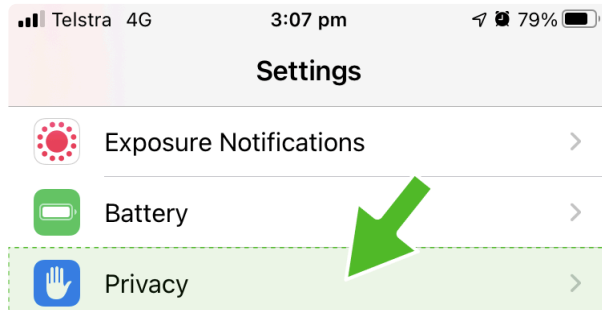 Telstra 4G 3:07 pm 79%
Settings
Exposure Notifications
Battery
Privacy